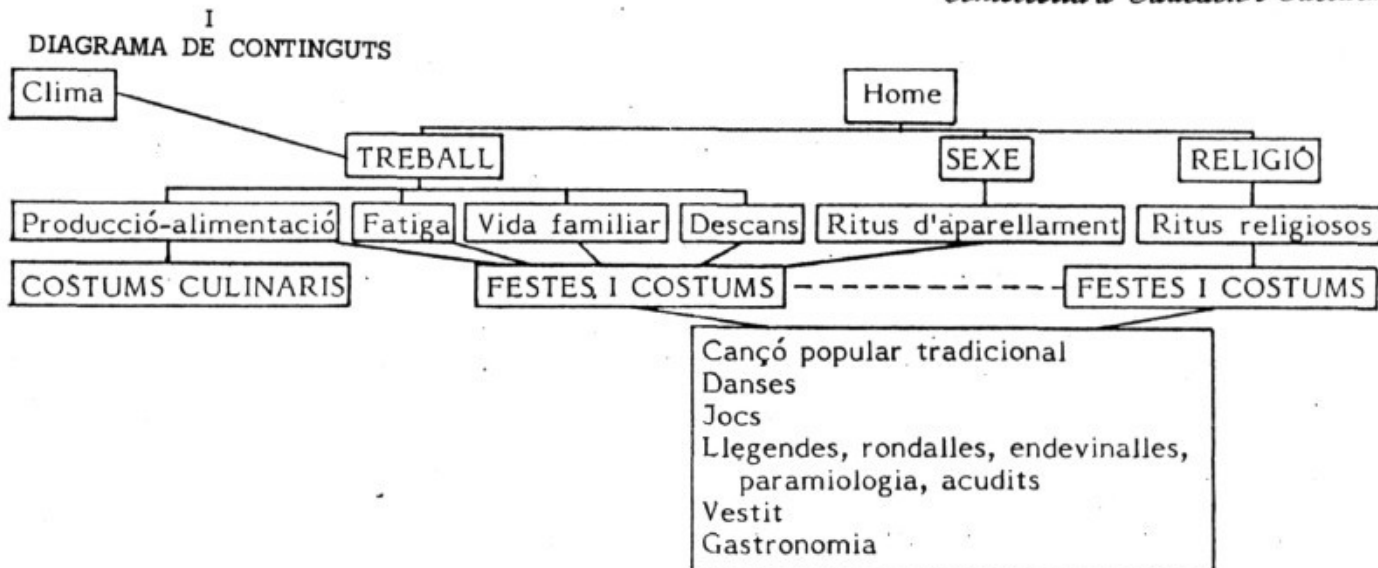 I
DIAGRAMA DE CONTINGUTS
Clima
Home
TREBALL
SEXE
RELIGIÓ
Producció-alimentació
Fatiga
Vida familiar
Descans
Ritus d'aparellament
Ritus religiosos
COSTUMS CULINARIS
FESTES I COSTUMS
FESTES I COSTUMS
Cançó popular tradicional
Danses
Jocs
Llegendes, rondalles, endevinalles,
paramiologia, acudits
Vestit
Gastronomia